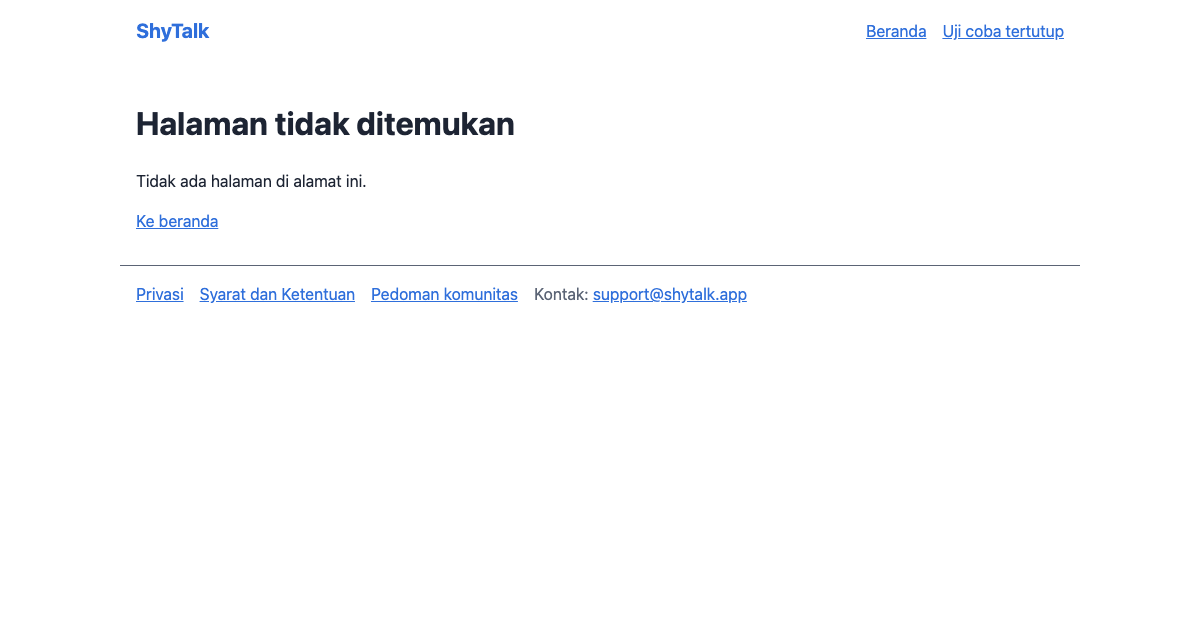 ShyTalk
Beranda Uji coba tertutup
Halaman tidak ditemukan
Tidak ada halaman di alamat ini.
Ke beranda
Privasi Syarat dan Ketentuan Pedoman komunitas Kontak: support@shytalk.app